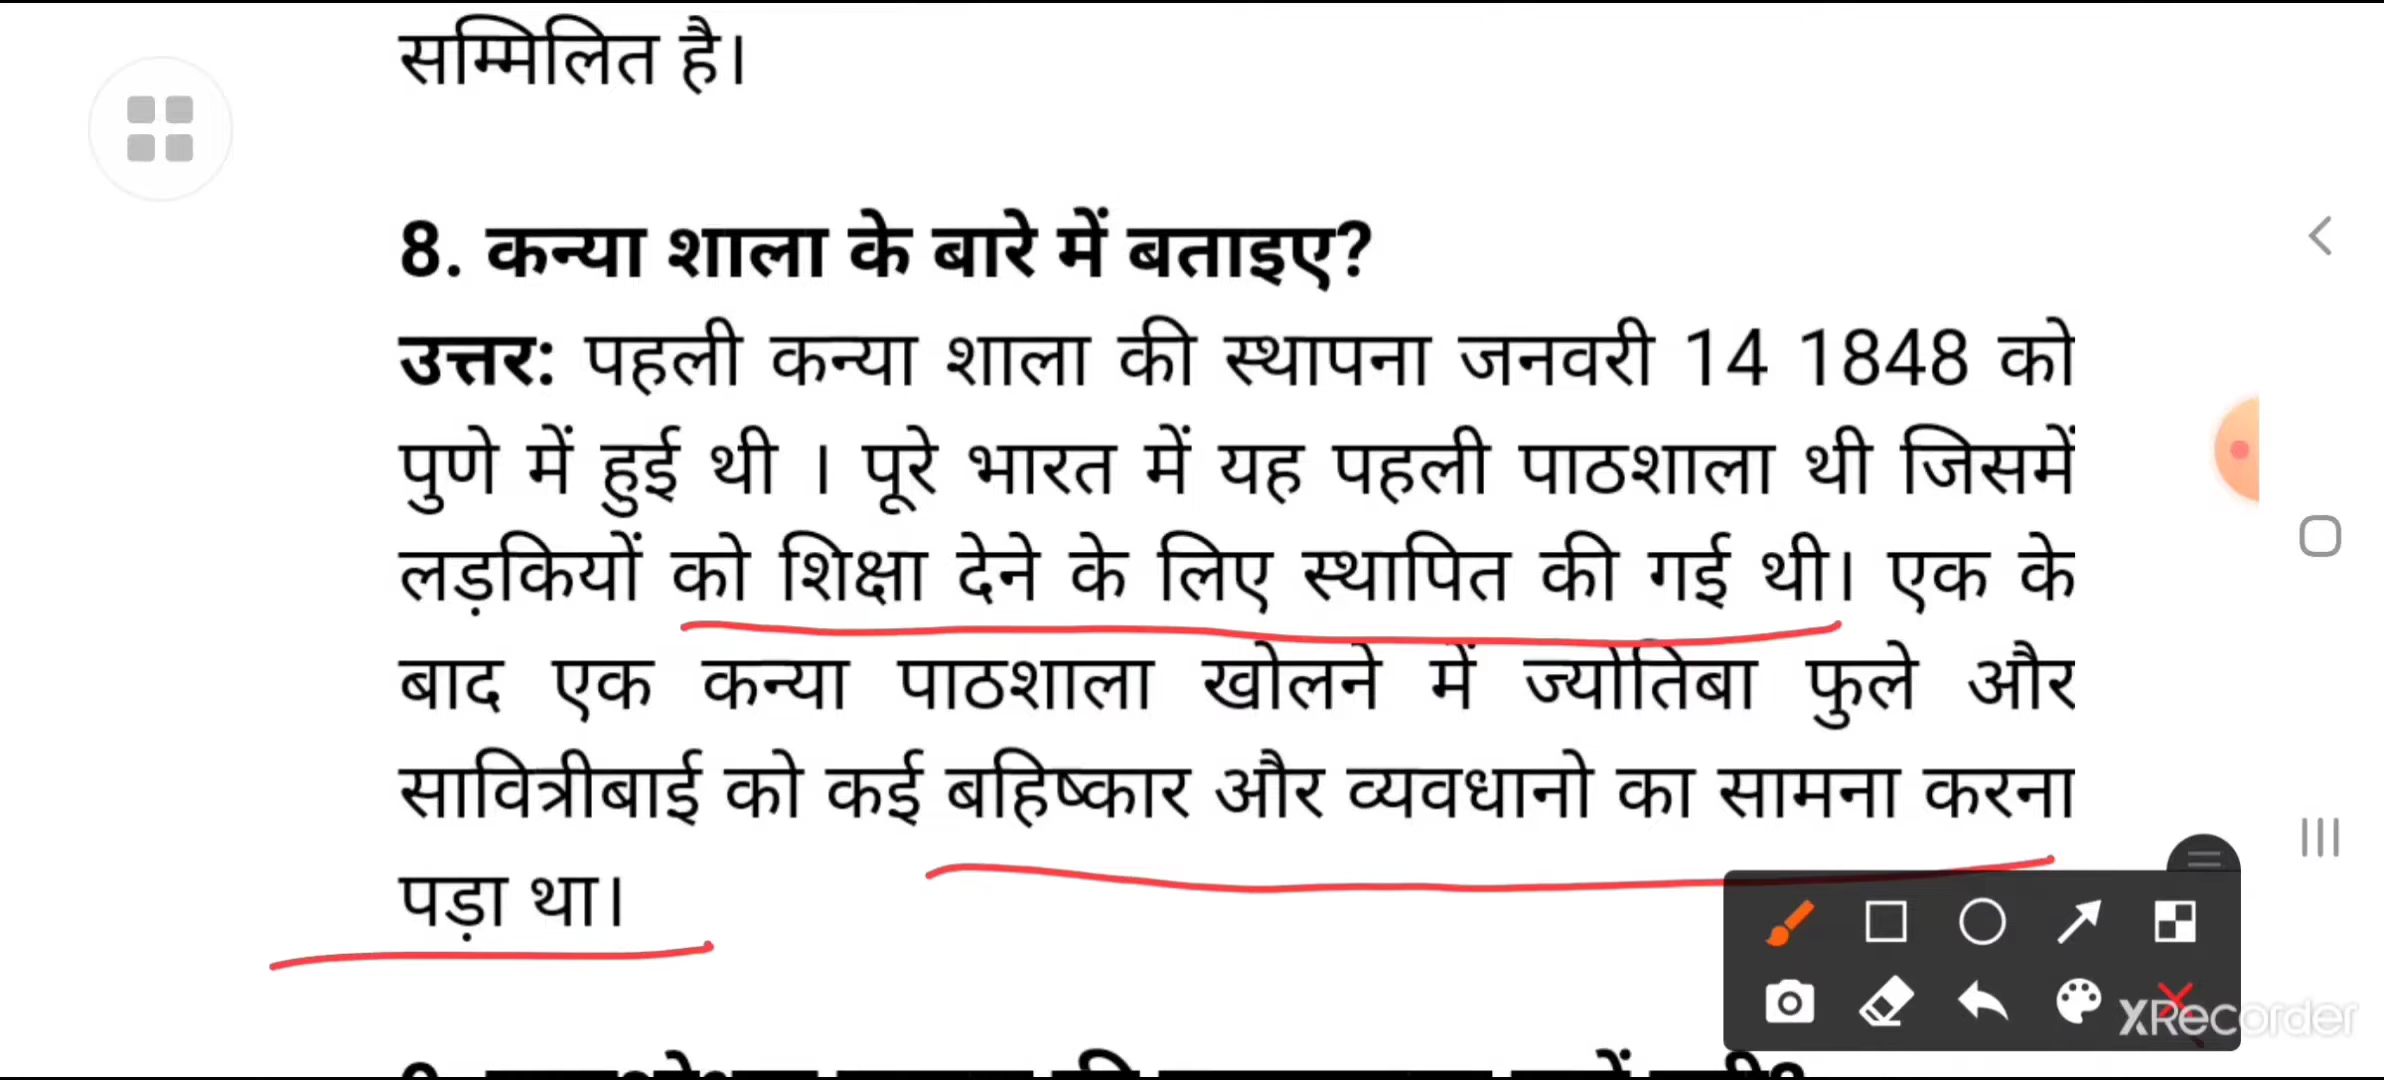 सम्मिलित है।
8. कन्या शाला के बारे में बताइए?
उत्तर: पहली कन्या शाला की स्थापना जनवरी 14 1848 को
पुणे में हुई थी । पूरे भारत में यह पहली पाठशाला थी जिसमें
लड़कियों को शिक्षा देने के लिए स्थापित की गई थी। एक के
बाद एक कन्या पाठशाला खोलने में ज्योतिबा फुले और
सावित्रीबाई को कई बहिष्कार और व्यवधानो का सामना करना
पड़ा था।
XRecorder